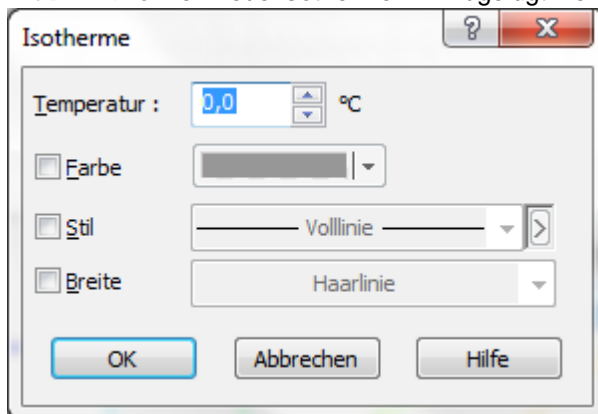 Isotherme
Temperatur : 0,0 °C
Farbe
Stil Volllinie
Breite Haarlinie
OK Abbrechen Hilfe